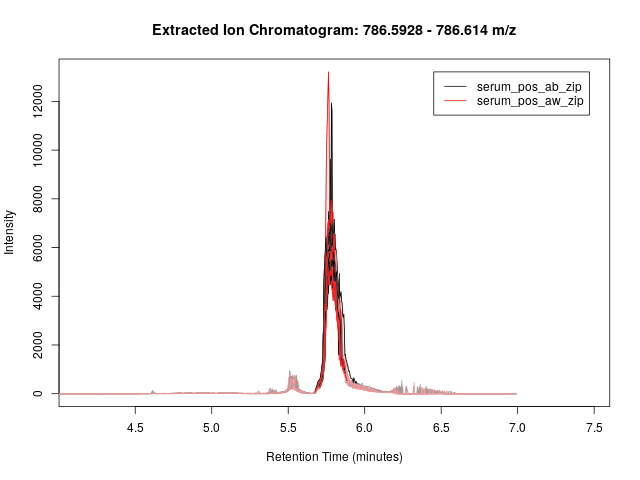 Extracted Ion Chromatogram: 786.5928 - 786.614 m/z
serum_pos_ab_zip
serum_pos_aw_zip
Intensity
12000
10000
8000
6000
4000
2000
0
4.5 5.0 5.5 6.0 6.5 7.0 7.5
Retention Time (minutes)